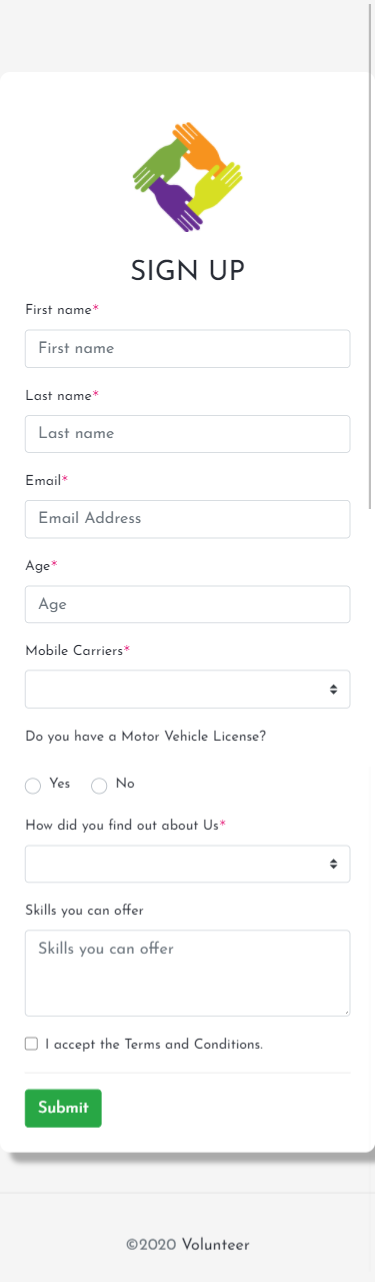 SIGN UP
First name*
First name
Last name*
Last name
Email*
Email Address
Age*
Age
Mobile Carriers*
Do you have a Motor Vehicle License?
Yes No
How did you find out about Us*
Skills you can offer
Skills you can offer
I accept the Terms and Conditions.
Submit
©2020 Volunteer